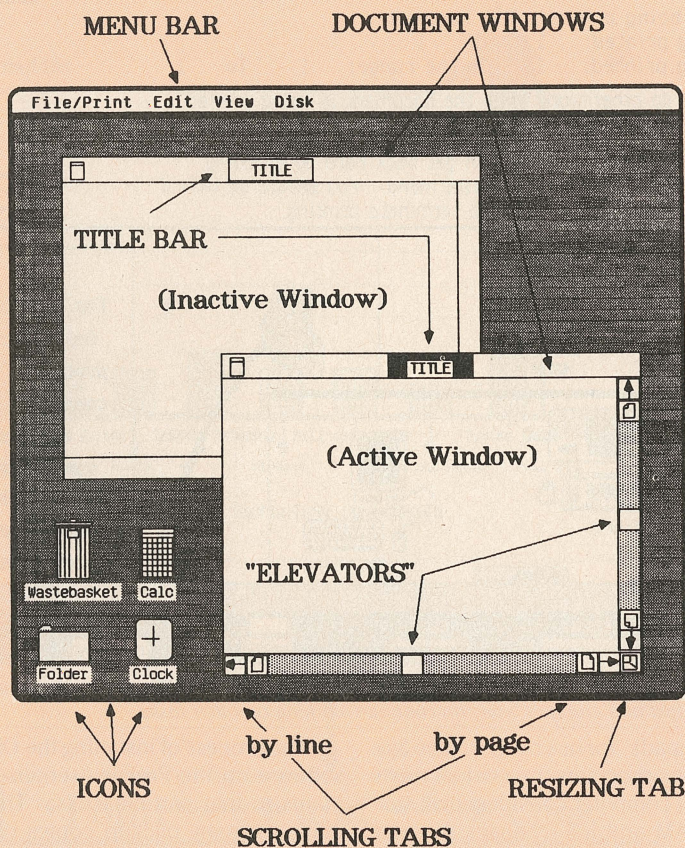 MENU BAR
DOCUMENT WINDOWS
File/Print Edit View Disk
TITLE
TITLE BAR
(Inactive Window)
TITLE
(Active Window)
"ELEVATORS"
Wastebasket
Calc
Folder
Clock
by line
by page
ICONS
RESIZING TAB
SCROLLING TABS